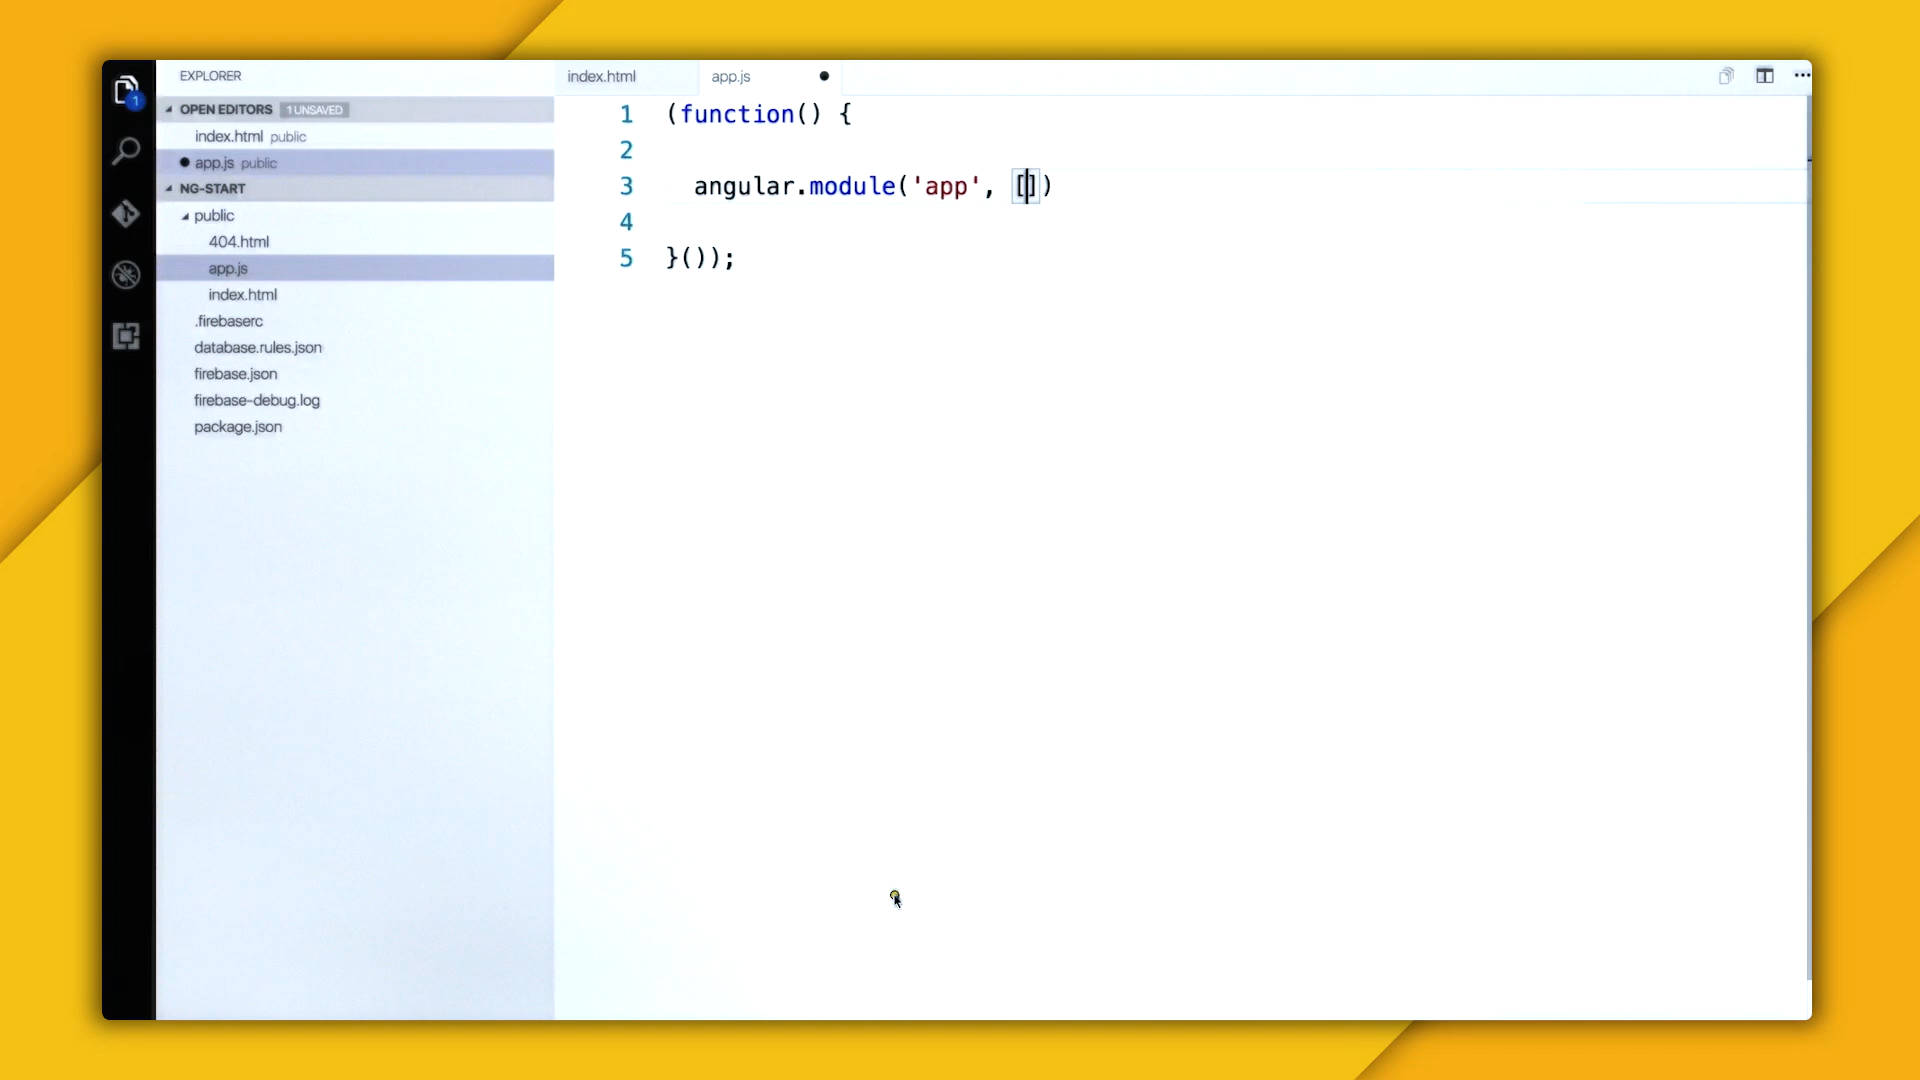 EXPLORER
OPEN EDITORS 1 UNSAVED
index.html public
app.js public
NG-START
public
404.html
app.js
index.html
.firebaserc
database.rules.json
firebase.json
firebase-debug.log
package.json
1
index.html app.js
1 (function() {
2
3 angular.module('app', [])
4
5 }());